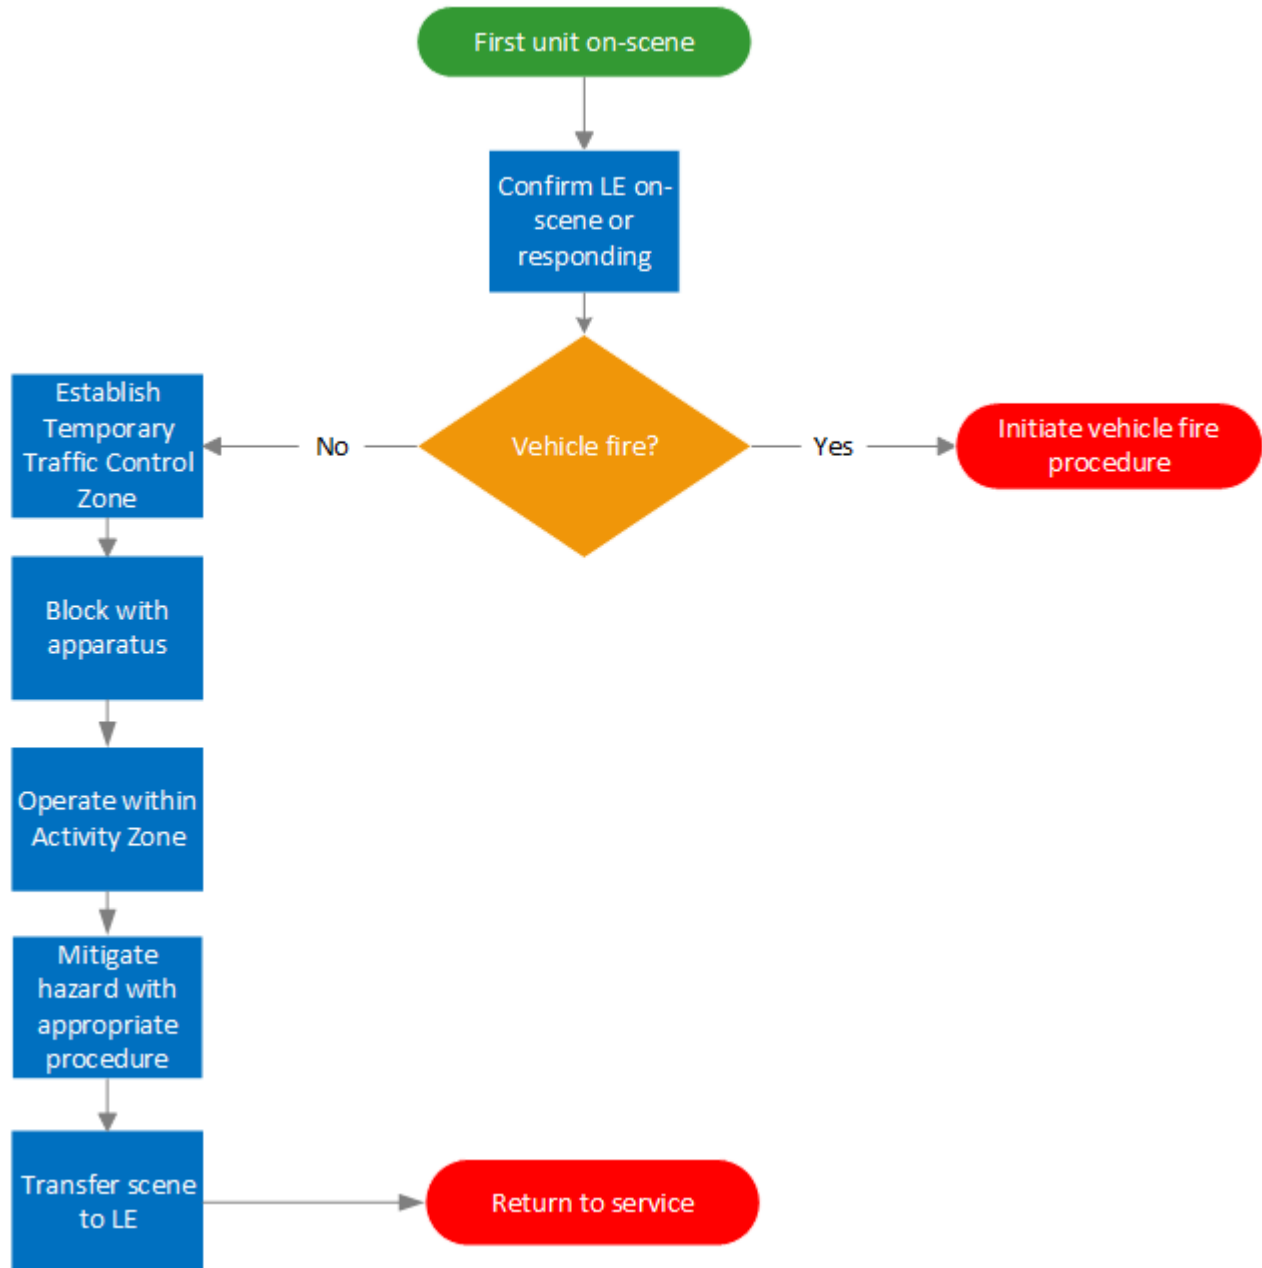 First unit on-scene
Confirm LE on-
scene or
responding
Vehicle fire?
No
Yes
Initiate vehicle fire
procedure
Establish
Temporary
Traffic Control
Zone
Block with
apparatus
Operate within
Activity Zone
Mitigate
hazard with
appropriate
procedure
Transfer scene
to LE
Return to service